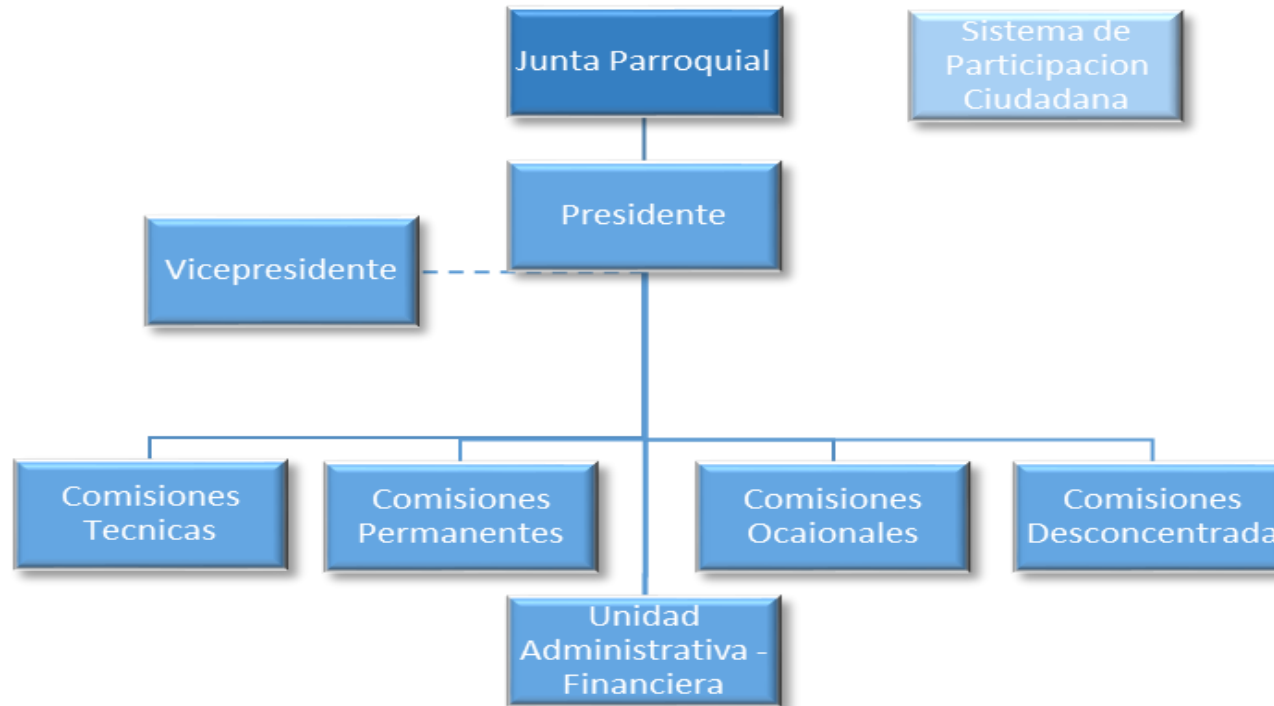 Junta Parroquial
Sistema de
Participacion
Ciudadana
Presidente
Vicepresidente
Comisiones
Tecnicas
Comisiones
Permanentes
Comisiones
Ocaionales
Comisiones
Desconcentrada
Unidad
Administrativa -
Financiera